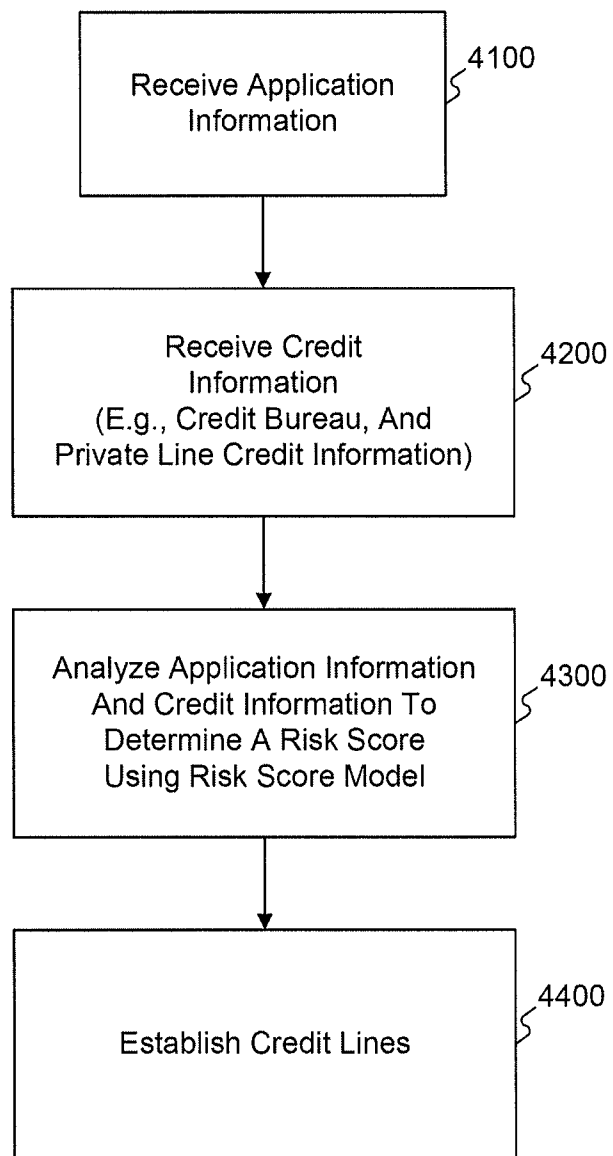 Receive Application
Information
4100
Receive Credit
Information
(E.g., Credit Bureau, And
Private Line Credit Information)
4200
Analyze Application Information
And Credit Information To
Determine A Risk Score
Using Risk Score Model
4300
Establish Credit Lines
4400